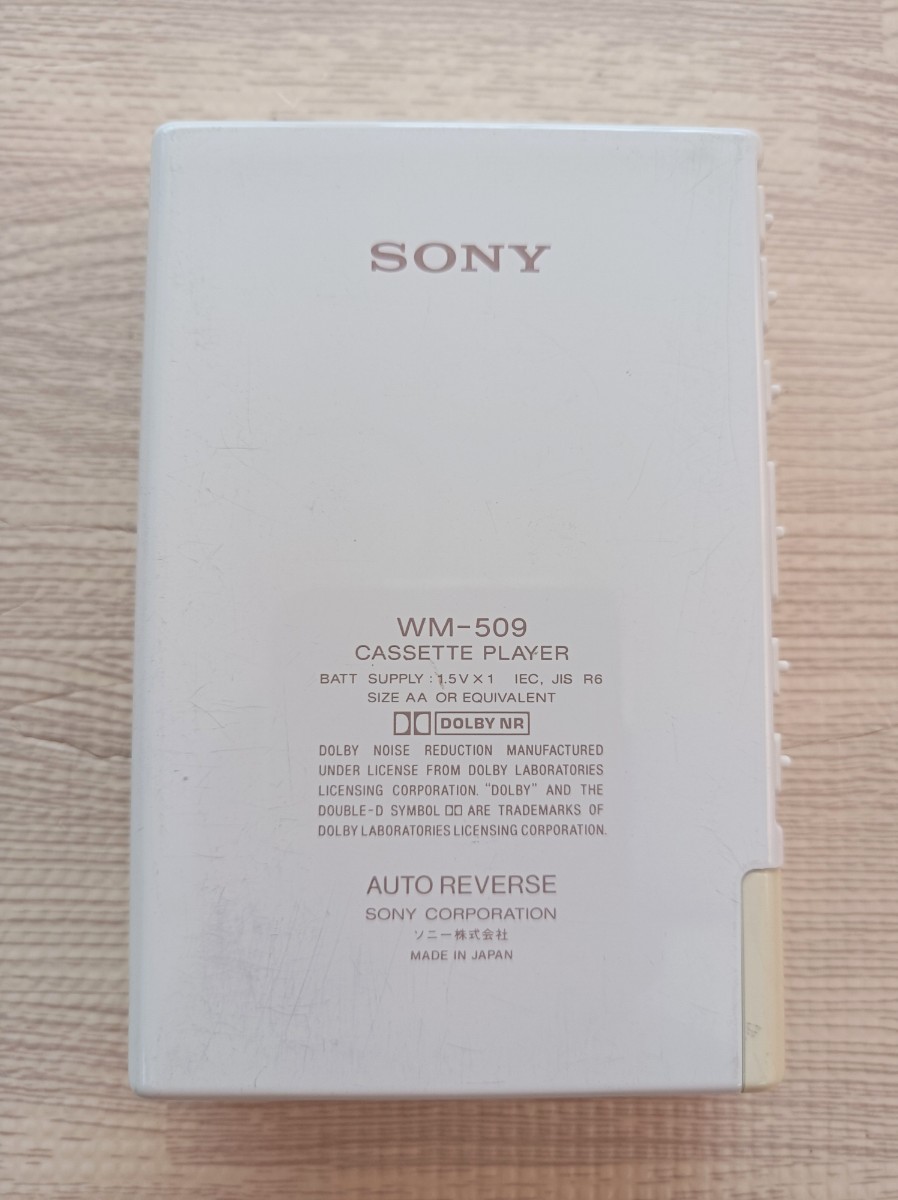 SONY
WM-509
CASSETTE PLAYER
BATT SUPPLY : 1.5V×1 IEC, JIS R6
SIZE AA OR EQUIVALENT
DOLBY NR
DOLBY NOISE REDUCTION MANUFACTURED
UNDER LICENSE FROM DOLBY LABORATORIES
LICENSING CORPORATION. "DOLBY" AND THE
DOUBLE-D SYMBOL ARE TRADEMARKS OF
DOLBY LABORATORIES LICENSING CORPORATION.
AUTO REVERSE
SONY CORPORATION
ソニー株式会社
MADE IN JAPAN